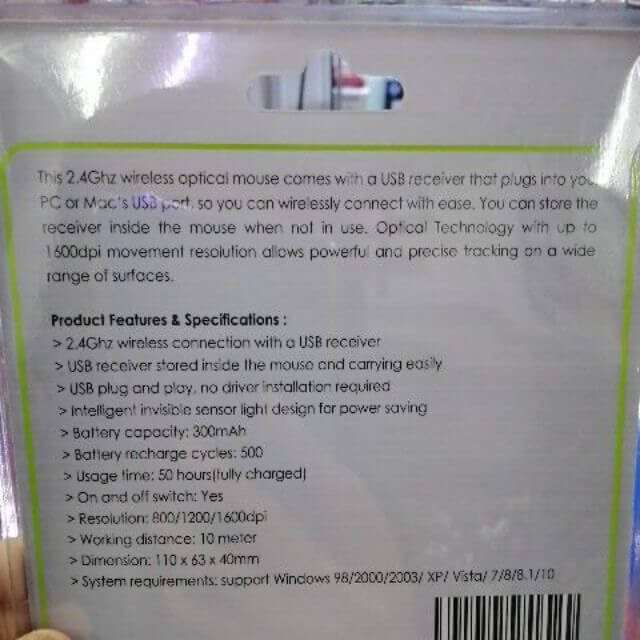 This 2.4Ghz wireless optical mouse comes with a USB receiver that plugs into
PC or Mac's USB port, so you can wirelessly connect with ease. You can store the
receiver inside the mouse when not in use. Optical Technology with up to
1600dpi movement resolution allows powerful and precise tracking on a wide
range of surfaces.
Product Features & Specifications :
> 2.4Ghz wireless connection with a USB receiver
> USB receiver stored inside the mouse and carrying easily
> USB plug and play, no driver installation required
> Intelligent invisible sensor light design for power saving
> Battery capacity: 300mAh
> Battery recharge cycles: 500
> Usage time: 50 hours(fully charged)
> On and off switch: Yes
> Resolution: 800/1200/1600dpi
> Working distance: 10 meter
> Dimension: 110 x 63 x 40mm
> System requirements: support Windows 98/2000/2003/ XP/ Vista/ 7/8/8.1/10